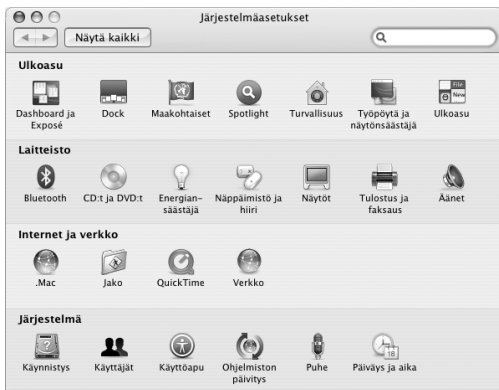 Järjestelmäasetukset
Näytä kaikki
Ulkoasu
Dashboard ja Exposé
Dock
Maakohtaiset
Spotlight
Turvallisuus
Työpöytä ja näytönsäästäjä
File
New
Ulkoasu
Laitteisto
Bluetooth
CD:t ja DVD:t
Energian-
säästäjä
Näppäimistö ja
hiiri
Näytöt
Tulostus ja
faksaus
Äänet
Internet ja verkko
.Mac
Jako
QuickTime
Verkko
Järjestelmä
Käynnistys
Käyttäjät
Käyttöapu
Ohjelmiston
päivitys
Puhe
18
Päiväys ja aika